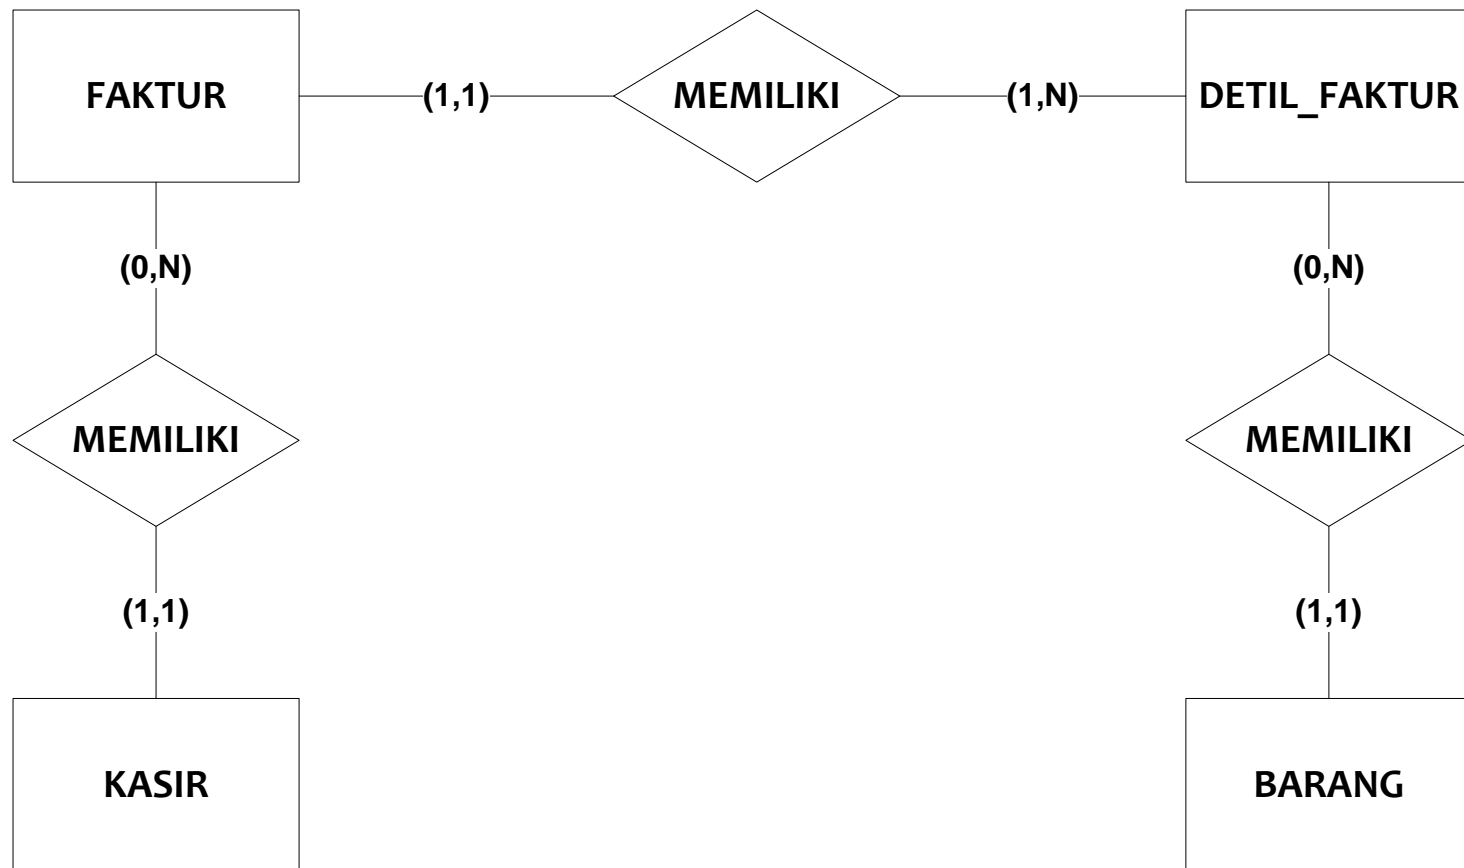 FAKTUR
(1,1)
MEMILIKI
(1,N)
DETIL_FAKTUR
(0,N)
(0,N)
MEMILIKI
MEMILIKI
(1,1)
(1,1)
KASIR
BARANG